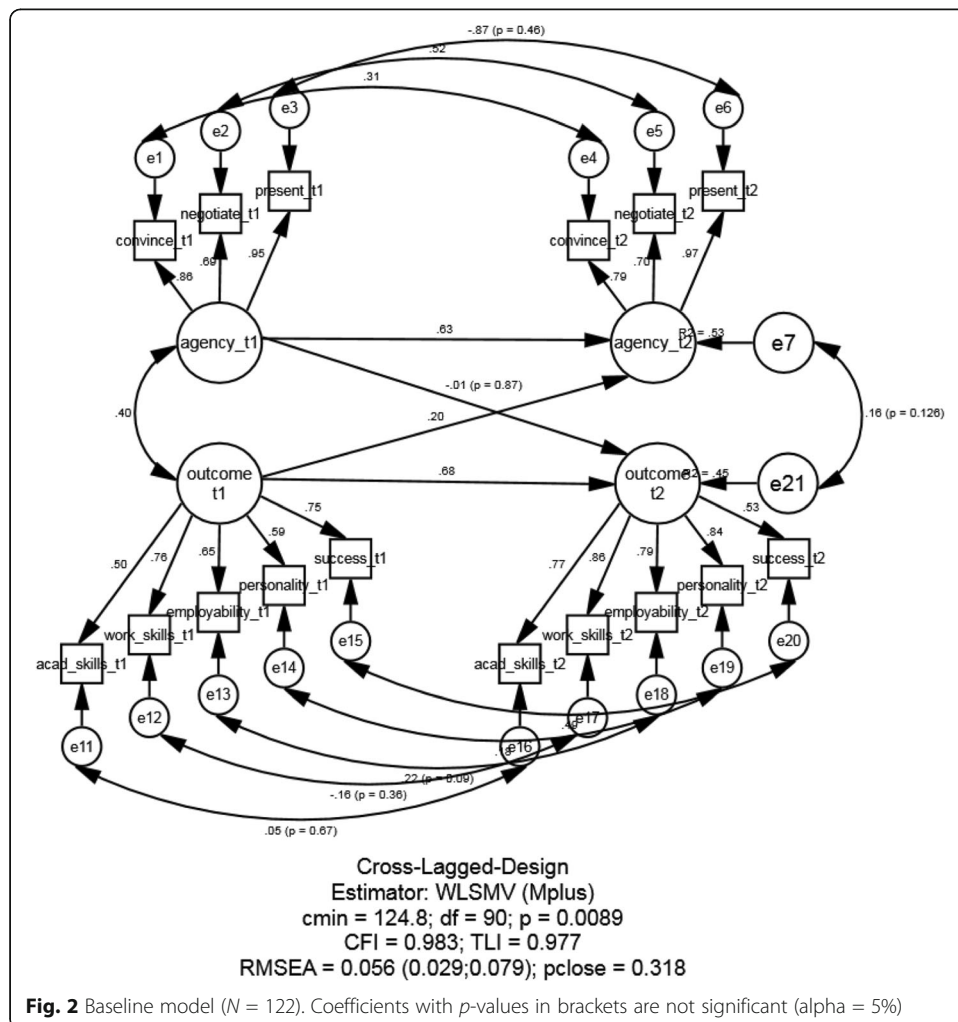 -.87 (p = 0.46)
.52
.31
e3
e6
e2
e5
e1
e4
present_t1
present_t2
negotiate_t1
negotiate_t2
convince_t1
convince_t2
.86
.69
.95
.79
.70
.97
agency_t1
.63
agency_t2
R2 = .53
e7
-.01 (p = 0.87)
.40
.20
.16 (p = 0.126)
outcome
t1
.68
outcome
t2
R2 = .45
e21
.50
.76
.65
.59
.75
.77
.86
.79
.84
.53
success_t1
success_t2
personality_t1
personality_t2
employability_t1
employability_t2
work_skills_t1
work_skills_t2
acad_skills_t1
acad_skills_t2
e15
e20
e14
e19
e13
e18
e12
e17
e11
e16
.49
.18
.22 (p = 0.09)
-.16 (p = 0.36)
.05 (p = 0.67)
Cross-Lagged-Design
Estimator: WLSMV (Mplus)
cmin = 124.8; df = 90; p = 0.0089
CFI = 0.983; TLI = 0.977
RMSEA = 0.056 (0.029;0.079); pclose = 0.318
Fig. 2 Baseline model (N = 122). Coefficients with p-values in brackets are not significant (alpha = 5%)